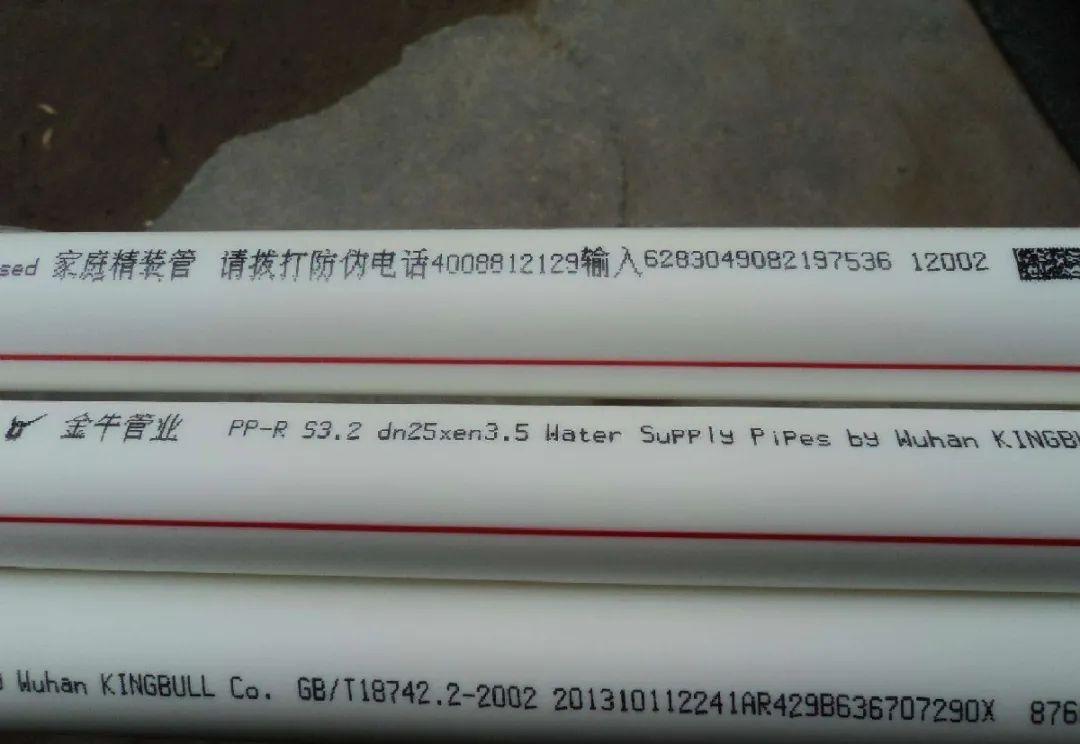 sed 家庭精装管 请拨打防伪电话4008812129输入6283049082197536 12002
金牛管业 PP-R S3.2 dn25xen3.5 Water Supply Pipes by Wuhan KINGBU
Wuhan KINGBULL Co. GB/T18742.2-2002 201310112241AR429B636707290X 876